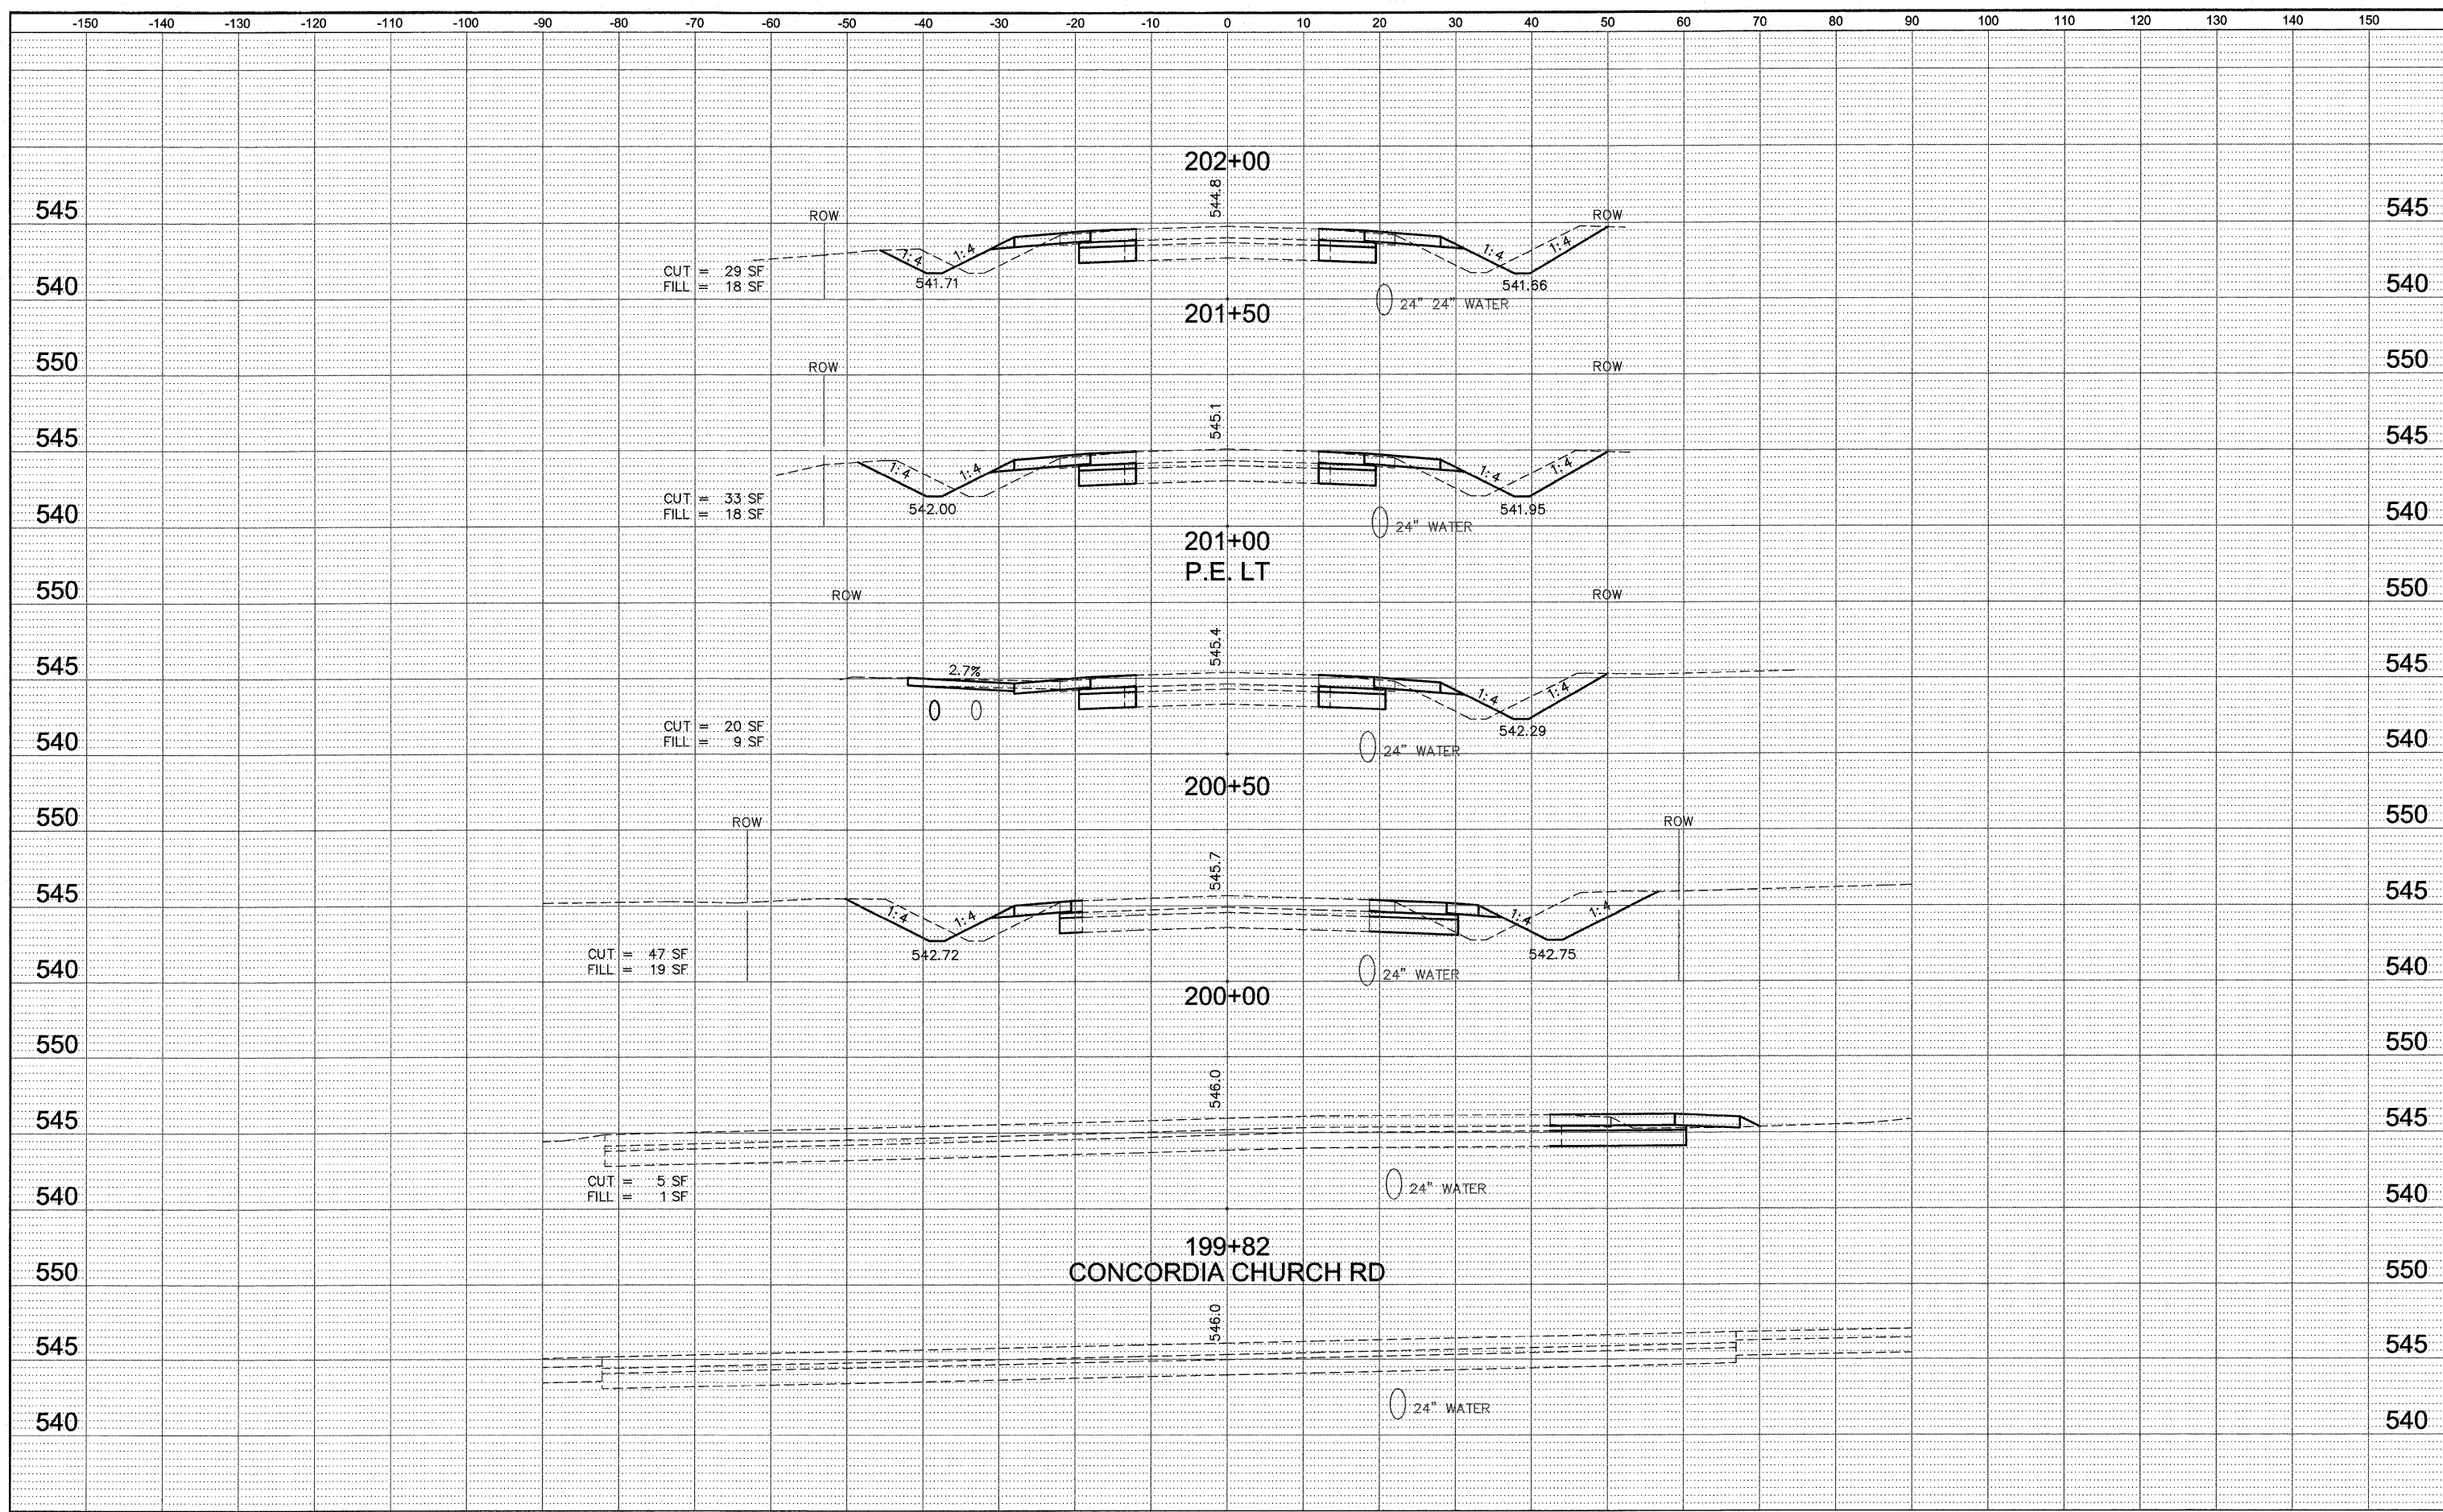 -150 -140 -130 -120 -110 -100 -90 -80 -70 -60 -50 -40 -30 -20 -10 0 10 20 30 40 50 60 70 80 90 100 110 120 130 140 150
202+00
544.8
545 ROW ROW 545
1:4 1:4 1:4 1:4
CUT = 29 SF
FILL = 18 SF
540 541.71 541.66 540
24" 24" WATER
201+50
550 ROW ROW 550
545.1
545 545
1:4 1:4 1:4 1:4
CUT = 33 SF
FILL = 18 SF
540 542.00 541.95 540
24" WATER
201+00
P.E. LT
550 ROW ROW 550
545.4
545 2.7% 545
1:4 1:4
CUT = 20 SF
FILL = 9 SF
542.29
540 24" WATER 540
200+50
550 ROW ROW 550
545.7
545 545
1:4 1:4 1:4 1:4
CUT = 47 SF
FILL = 19 SF
542.72 542.75
540 24" WATER 540
200+00
550 550
546.0
545 545
CUT = 5 SF
FILL = 1 SF
540 24" WATER 540
199+82
CONCORDIA CHURCH RD
550 550
546.0
545 545
24" WATER
540 540